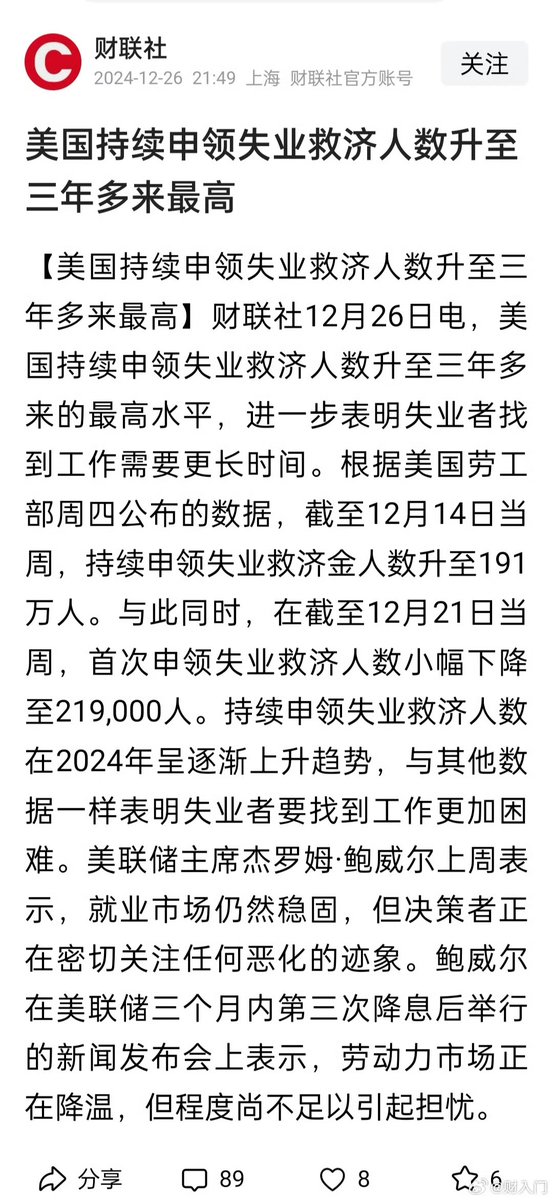 财联社
2024-12-26 21:49 上海 财联社官方账号
关注
美国持续申领失业救济人数升至
三年多来最高
【美国持续申领失业救济人数升至三
年多来最高】财联社12月26日电，美
国持续申领失业救济人数升至三年多
来的最高水平，进一步表明失业者找
到工作需要更长时间。根据美国劳工
部周四公布的数据，截至12月14日当
周，持续申领失业救济金人数升至191
万人。与此同时，在截至12月21日当
周，首次申领失业救济人数小幅下降
至219,000人。持续申领失业救济人数
在2024年呈逐渐上升趋势，与其他数
据一样表明失业者要找到工作更加困
难。美联储主席杰罗姆·鲍威尔上周表
示，就业市场仍然稳固，但决策者正
在密切关注任何恶化的迹象。鲍威尔
在美联储三个月内第三次降息后举行
的新闻发布会上表示，劳动力市场正
在降温，但程度尚不足以引起担忧。
分享 89 8 6
@财入门